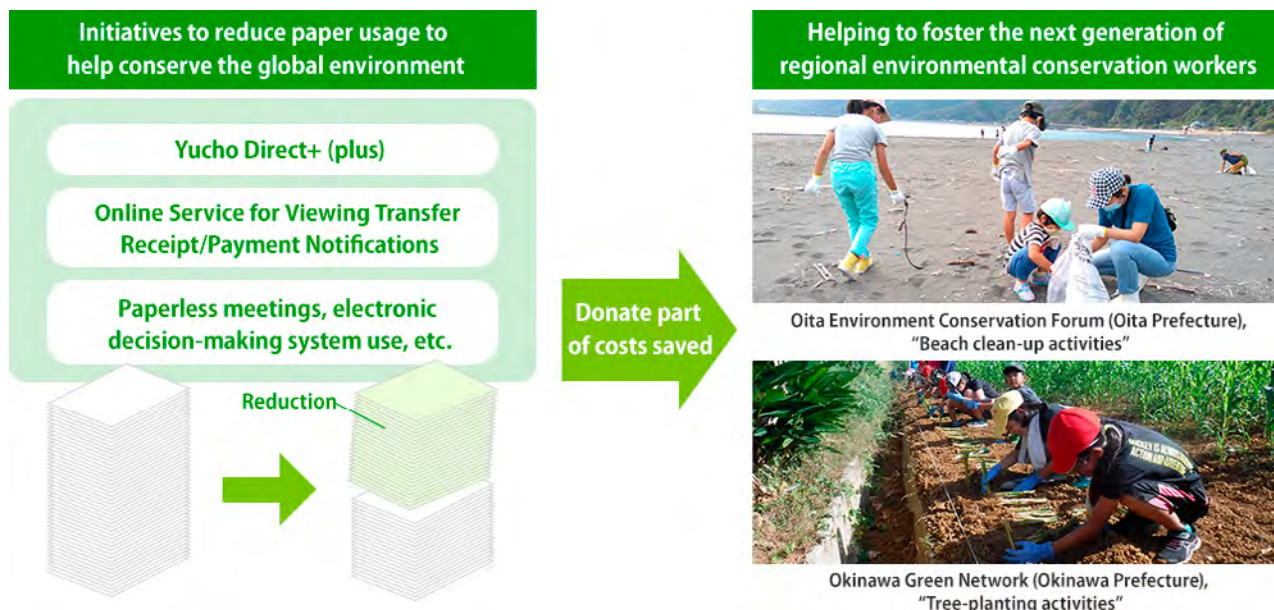 Initiatives to reduce paper usage to
help conserve the global environment
Yucho Direct+ (plus)
Online Service for Viewing Transfer
Receipt/Payment Notifications
Paperless meetings, electronic
decision-making system use, etc.
Reduction
Donate part
of costs saved
Helping to foster the next generation of
regional environmental conservation workers
Oita Environment Conservation Forum (Oita Prefecture),
“Beach clean-up activities”
ACTION AND
Okinawa Green Network (Okinawa Prefecture),
“Tree-planting activities”